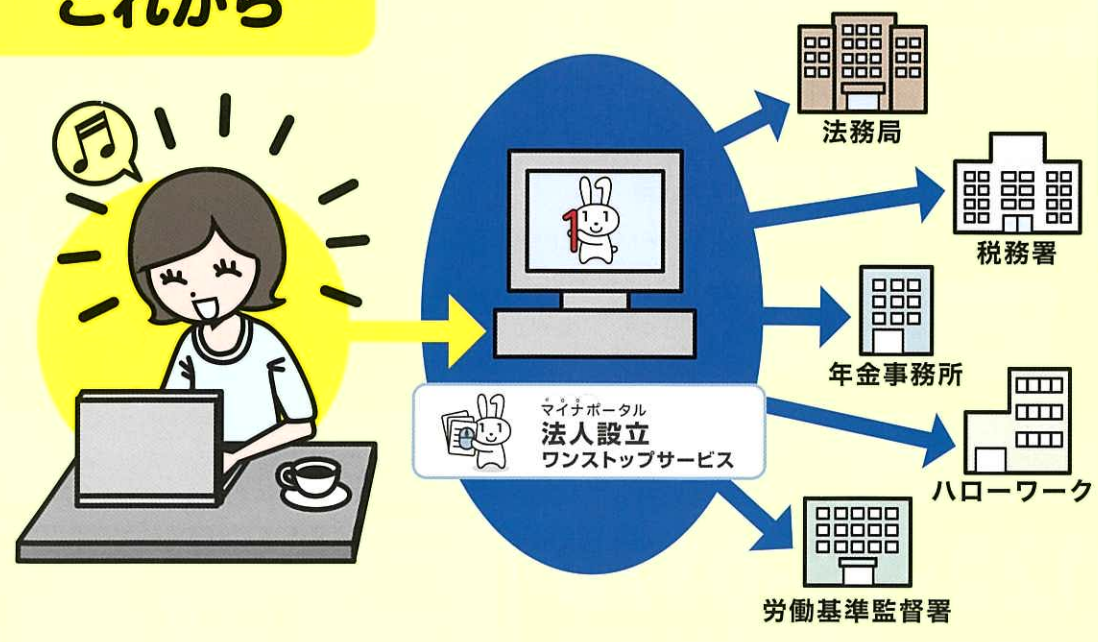 これから
法務局
税務署
年金事務所
マイナポータル
法人設立
ワンストップサービス
ハローワーク
労働基準監督署